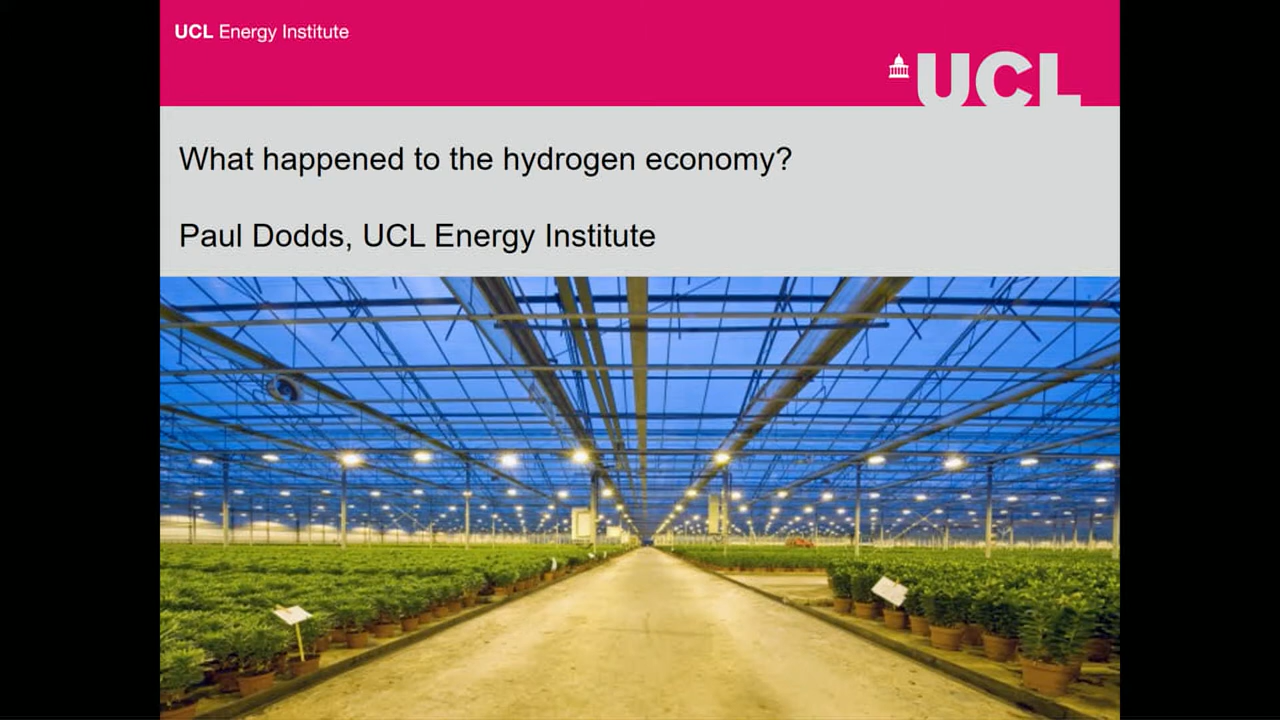 UCL Energy Institute
UCL
What happened to the hydrogen economy?
Paul Dodds, UCL Energy Institute